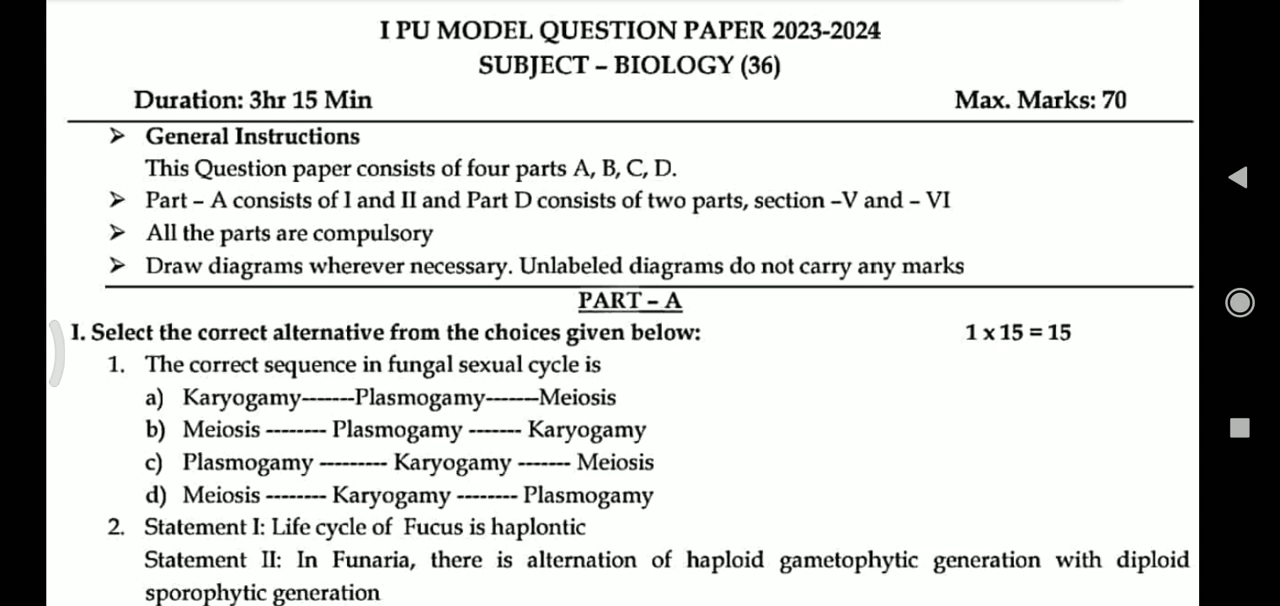 I PU MODEL QUESTION PAPER 2023-2024
SUBJECT – BIOLOGY (36)
Duration: 3hr 15 Min Max. Marks: 70
➢ General Instructions
This Question paper consists of four parts A, B, C, D.
➢ Part – A consists of I and II and Part D consists of two parts, section –V and – VI
➢ All the parts are compulsory
➢ Draw diagrams wherever necessary. Unlabeled diagrams do not carry any marks
PART – A
I. Select the correct alternative from the choices given below: 1 x 15 = 15
1. The correct sequence in fungal sexual cycle is
a) Karyogamy-------Plasmogamy-------Meiosis
b) Meiosis -------- Plasmogamy ------- Karyogamy
c) Plasmogamy --------- Karyogamy ------- Meiosis
d) Meiosis -------- Karyogamy -------- Plasmogamy
2. Statement I: Life cycle of Fucus is haplontic
Statement II: In Funaria, there is alternation of haploid gametophytic generation with diploid
sporophytic generation